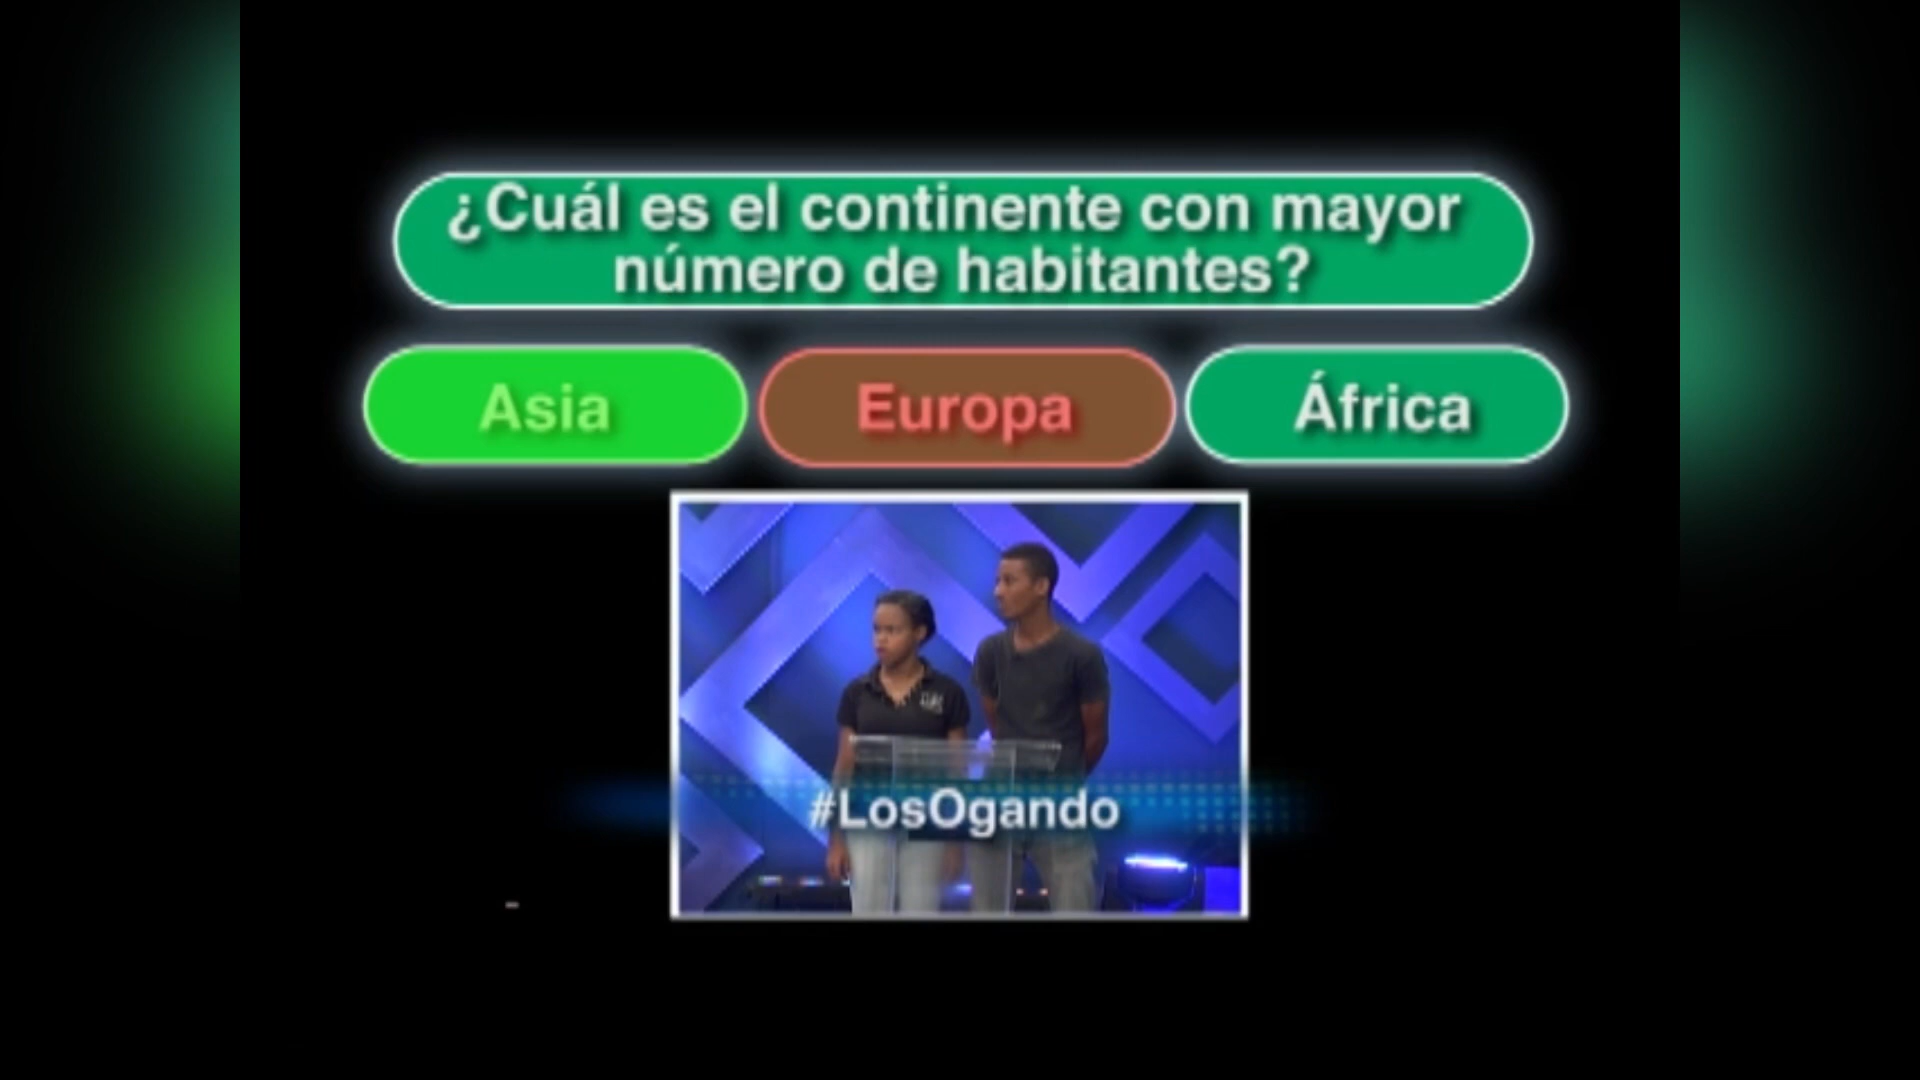 ¿Cuál es el continente con mayor
número de habitantes?
Asia
Europa
África
#LosOgando